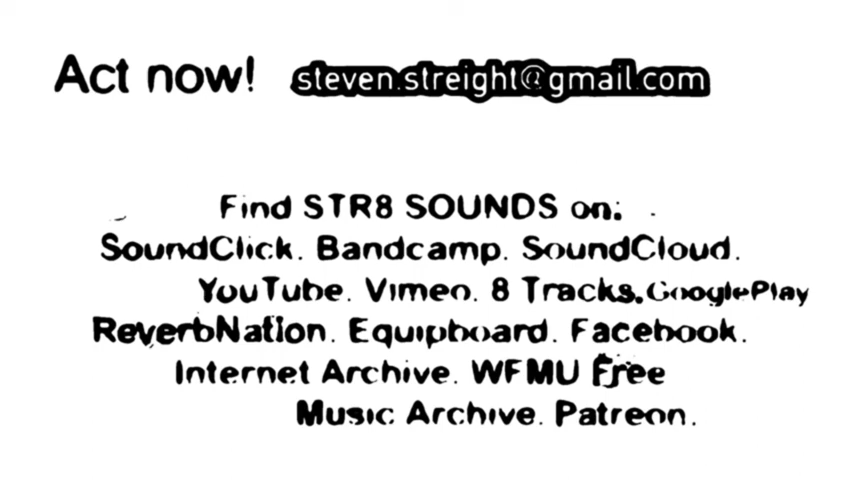 Act now! steven.streight@gmail.com
Find STR8 SOUNDS on:
SoundClick. Bandcamp. SoundCloud.
YouTube. Vimeo. 8 Tracks. GooglePlay
ReverbNation. Equipboard. Facebook.
Internet Archive. WFMU Free
Music Archive. Patreon.